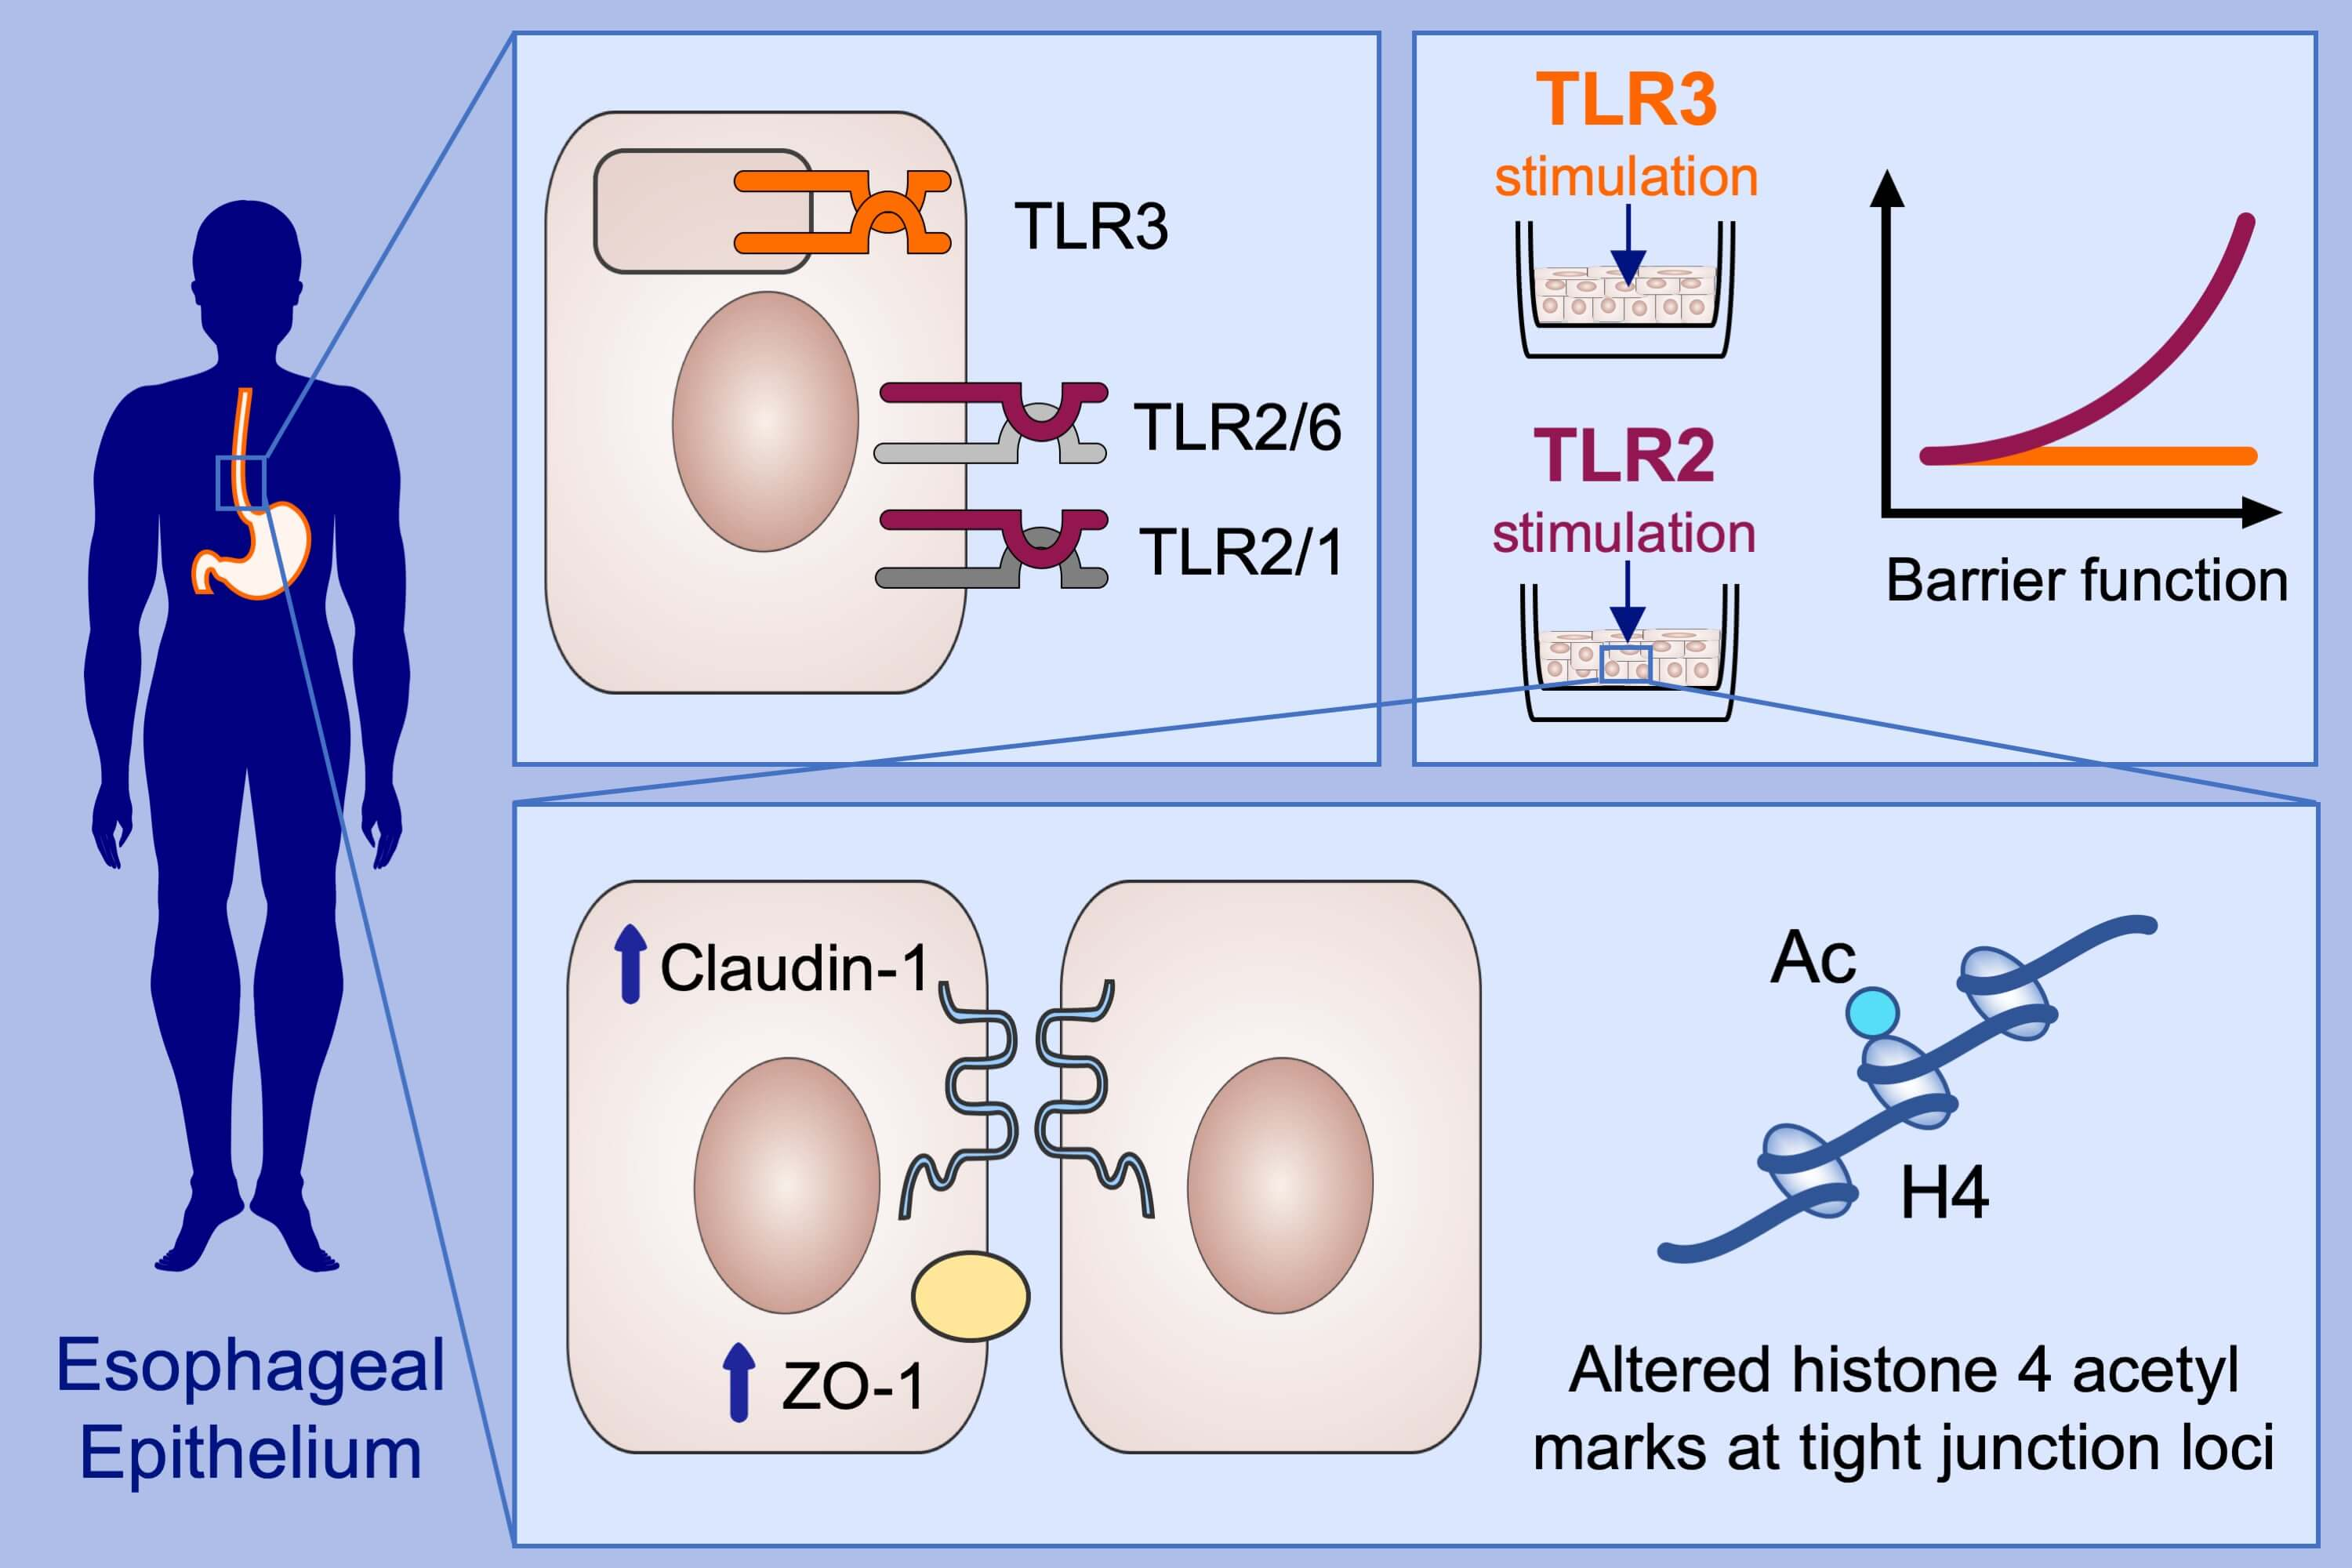 TLR3
TLR2/6
TLR2/1
TLR3
stimulation
TLR2
stimulation
Barrier function
Claudin-1
ZO-1
Ac
H4
Altered histone 4 acetyl
marks at tight junction loci
Esophageal
Epithelium